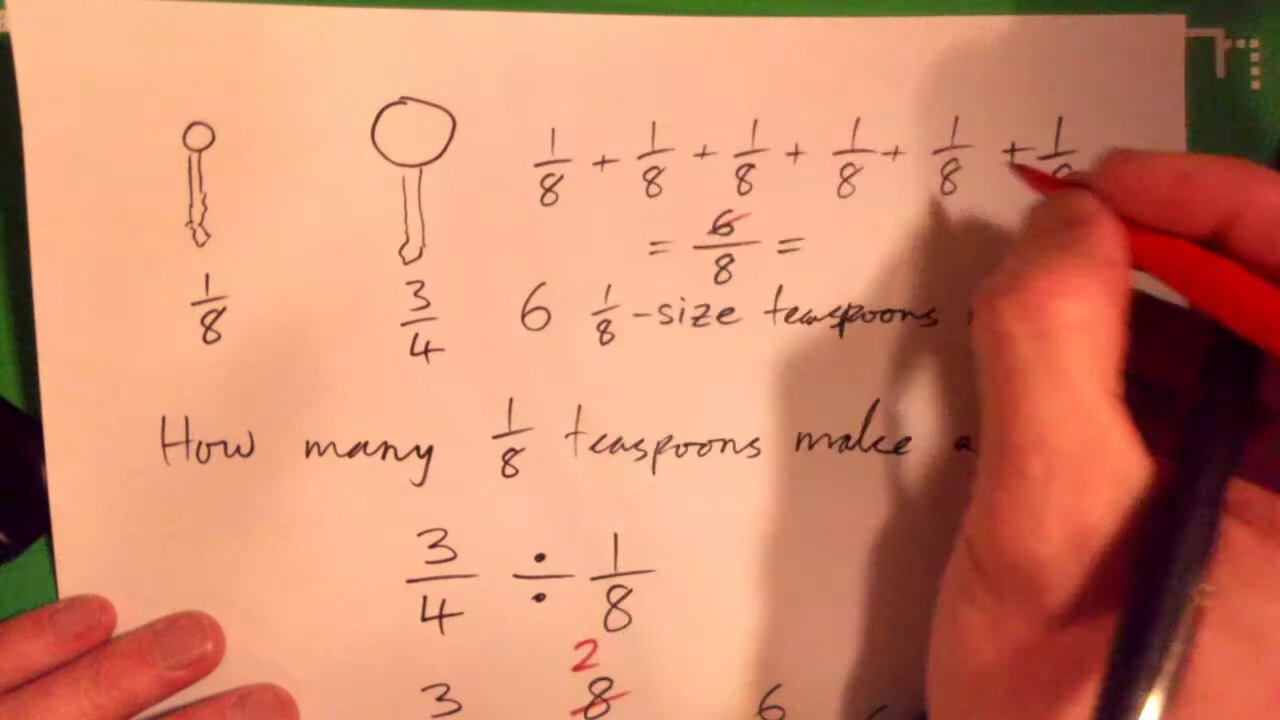 1/8 + 1/8 + 1/8 + 1/8 + 1/8 + 1/8
= 6/8 =
1/8 3/4 6 1/8-size teaspoons
How many 1/8 teaspoons make a
3/4 ÷ 1/8
2
3 8 6